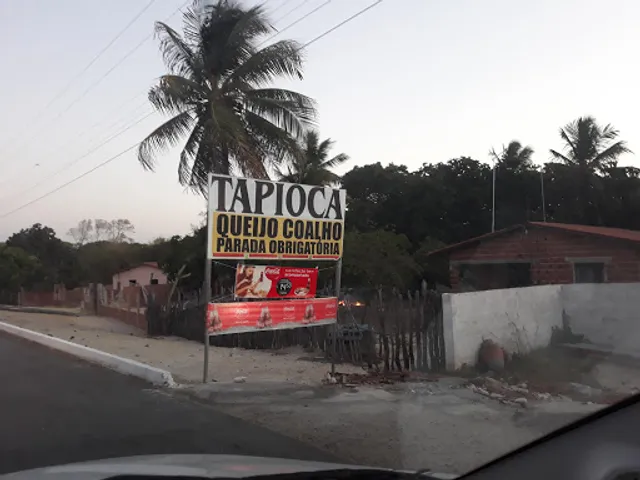 TAPIOCA
QUEIJO COALHO
PARADA OBRIGATÓRIA